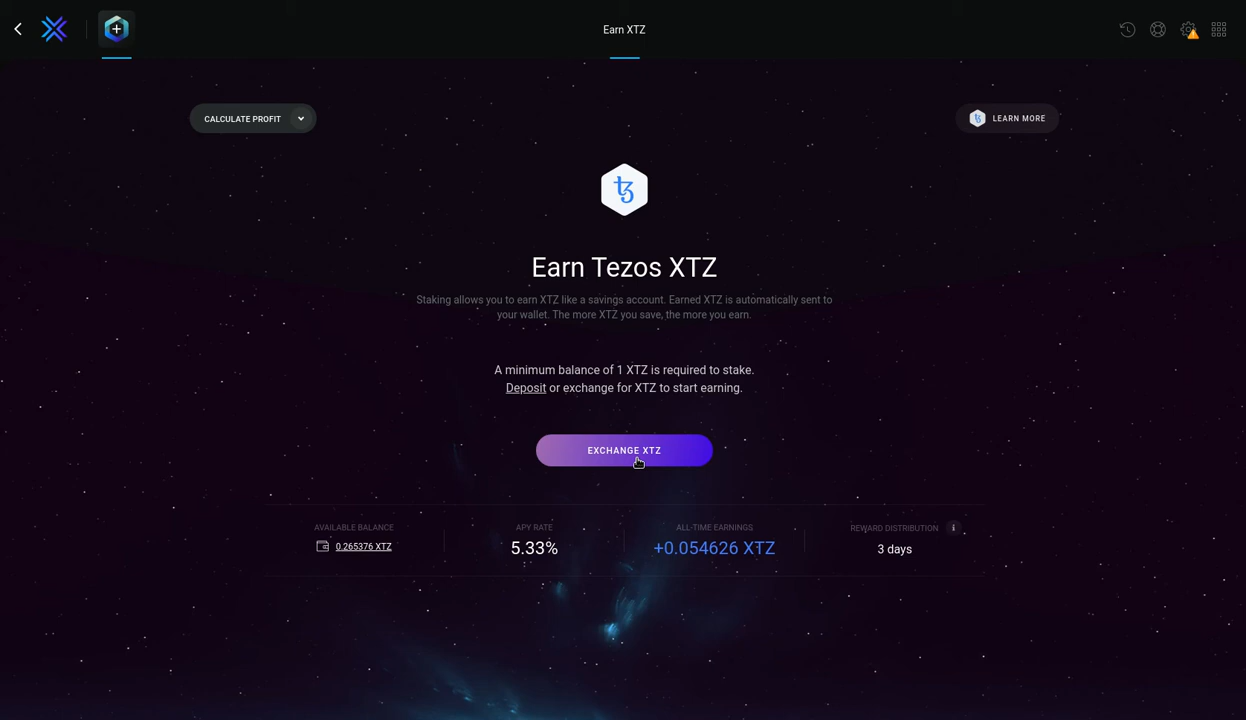 Earn XTZ
CALCULATE PROFIT
LEARN MORE
Earn Tezos XTZ
Staking allows you to earn XTZ like a savings account. Earned XTZ is automatically sent to
your wallet. The more XTZ you save, the more you earn.
A minimum balance of 1 XTZ is required to stake.
Deposit or exchange for XTZ to start earning.
EXCHANGE XTZ
AVAILABLE BALANCE
0.265376 XTZ
APY RATE
5.33%
ALL-TIME EARNINGS
+0.054626 XTZ
REWARD DISTRIBUTION
3 days